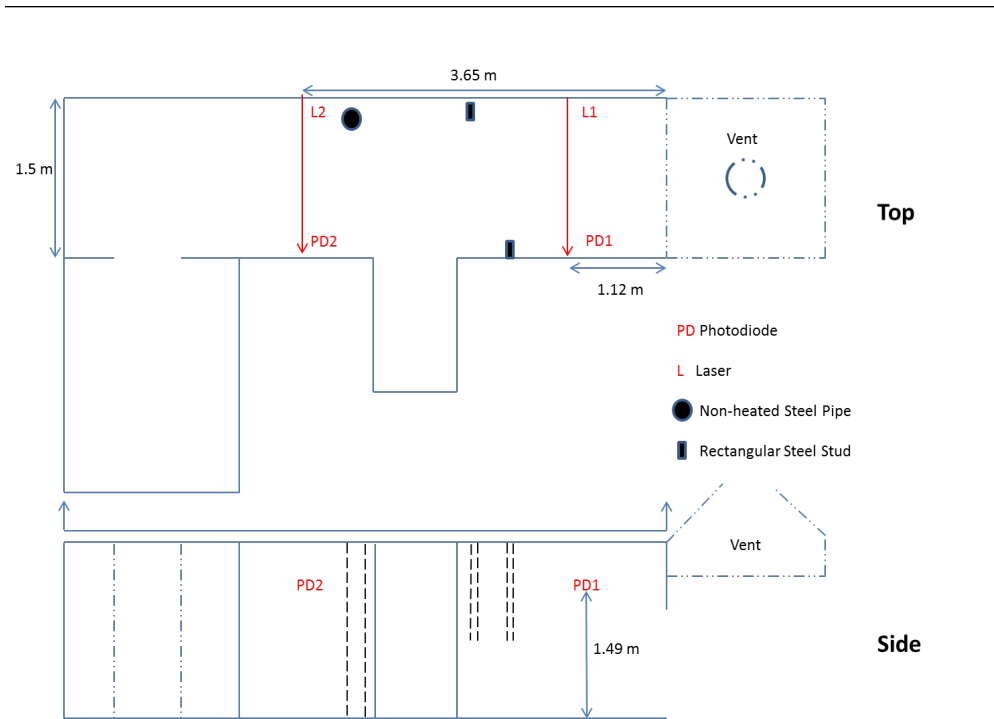 3.65 m
L2
L1
Vent
1.5 m
Top
PD2
PD1
1.12 m
PD Photodiode
L Laser
Non-heated Steel Pipe
Rectangular Steel Stud
Vent
PD2
PD1
1.49 m
Side